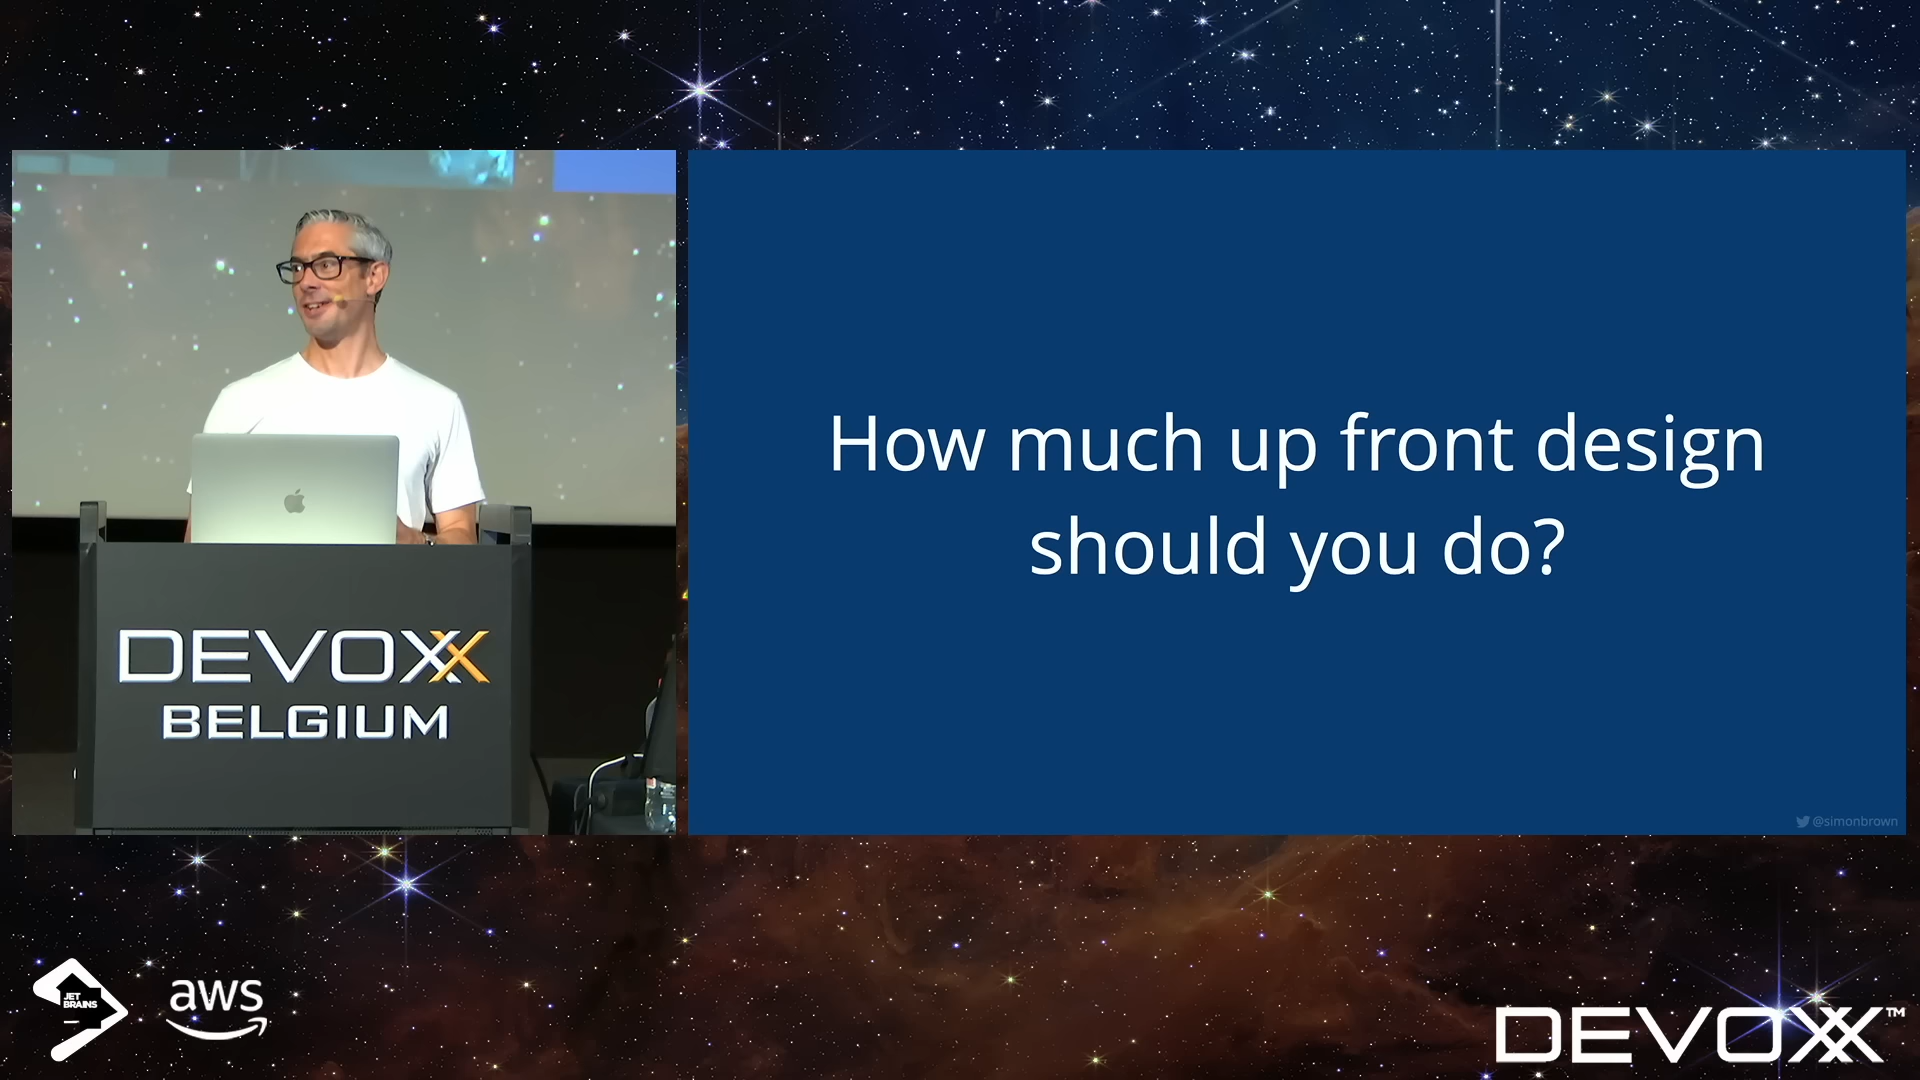 How much up front design
should you do?
@simonbrown
DEVOXX
BELGIUM
JET
BRAINS
aws
DEVOXX™